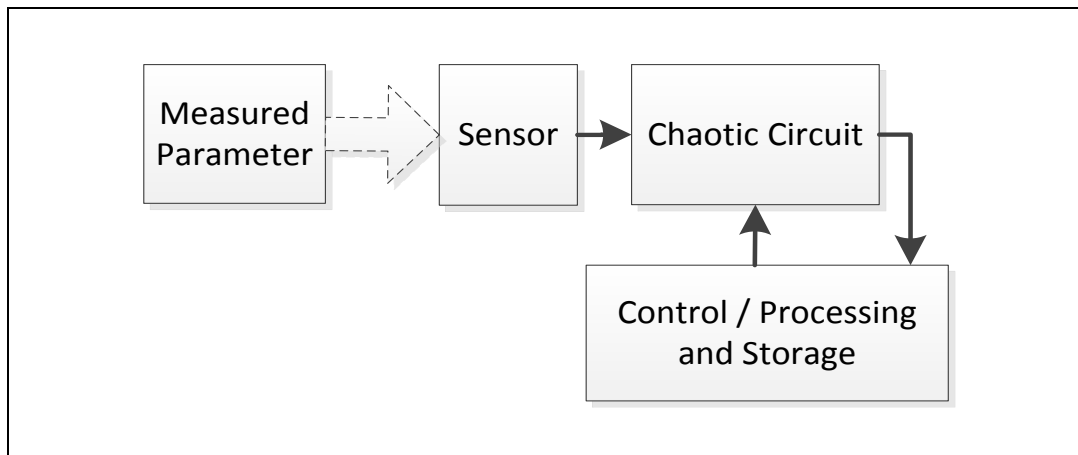 Measured
Parameter
Sensor
Chaotic Circuit
Control / Processing
and Storage